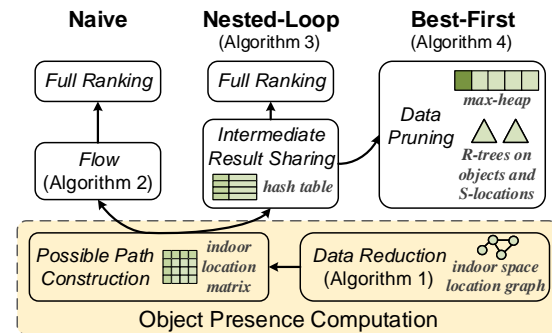 Naive
Nested-Loop
(Algorithm 3)
Best-First
(Algorithm 4)
Full Ranking
Full Ranking
Data
Pruning
max-heap
R-trees on
objects and
S-locations
Flow
(Algorithm 2)
Intermediate
Result Sharing
hash table
Possible Path
Construction
indoor
location
matrix
Data Reduction
(Algorithm 1)
indoor space
location graph
Object Presence Computation